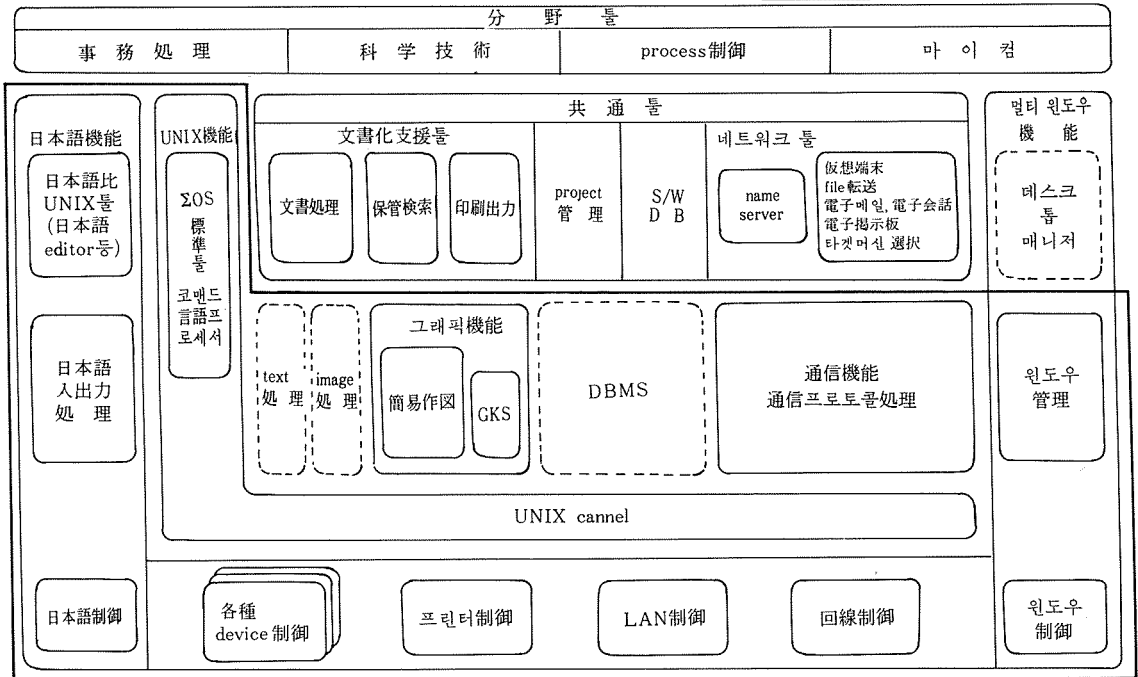 分野툴
事務処理
科学技術
process制御
마이컴
日本語機能
日本語比
UNIX툴
(日本語
editor등)
日本語
入出力
処理
日本語制御
UNIX機能
ΣOS
標準툴
코맨드
言語프
로세서
共通툴
文書化支援툴
文書処理
保管検索
印刷出力
project
管理
S/W
DB
네트워크 툴
name
server
仮想端末
file転送
電子메일, 電子会話
電子掲示板
타겟머신 選択
멀티 윈도우
機能
데스크
톱
매니저
text
処理
image
処理
그래픽機能
簡易作図
GKS
DBMS
通信機能
通信프로토콜処理
윈도우
管理
UNIX cannel
各種
device制御
프린터制御
LAN制御
回線制御
윈도우
制御